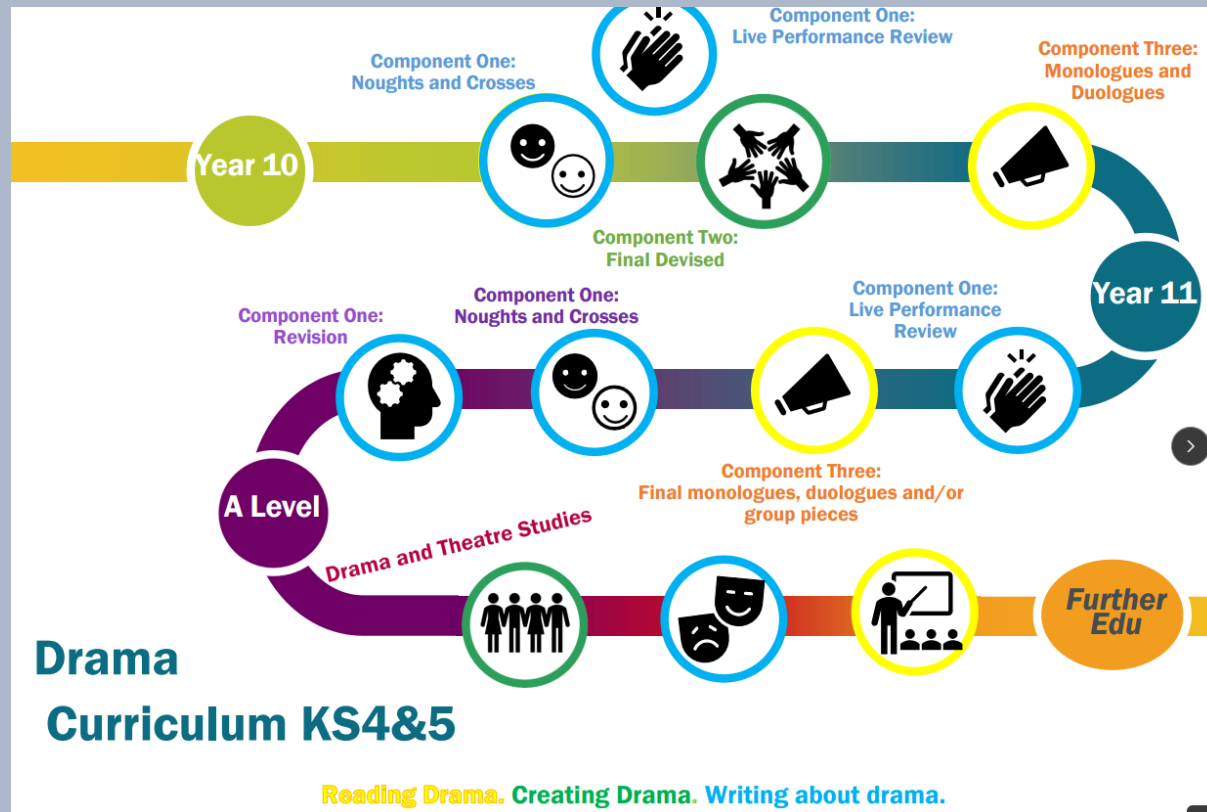 Component One:
Live Performance Review
Component One:
Noughts and Crosses
Component Three:
Monologues and
Duologues
Year 10
Component Two:
Final Devised
Year 11
Component One:
Revision
Component One:
Noughts and Crosses
Component One:
Live Performance
Review
A Level
Component Three:
Final monologues, duologues and/or
group pieces
Drama and Theatre Studies
Further
Edu
Drama
Curriculum KS4&5
Reading Drama. Creating Drama. Writing about drama.